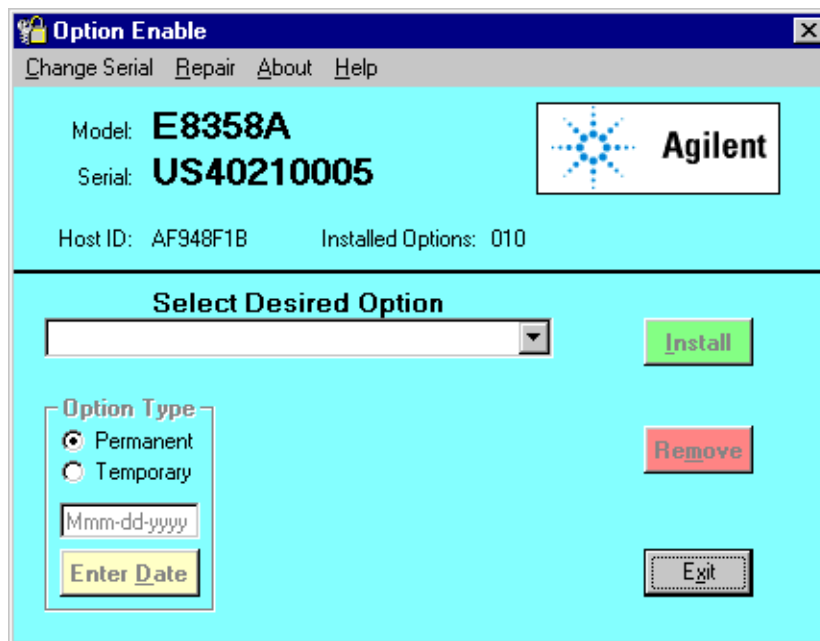 Option Enable
Change Serial Repair About Help
Model: E8358A
Agilent
Serial: US40210005
Host ID: AF948F1B Installed Options: 010
Select Desired Option
Install
Option Type
Permanent
Remove
Temporary
Mmm-dd-yyyy
Enter Date
Exit